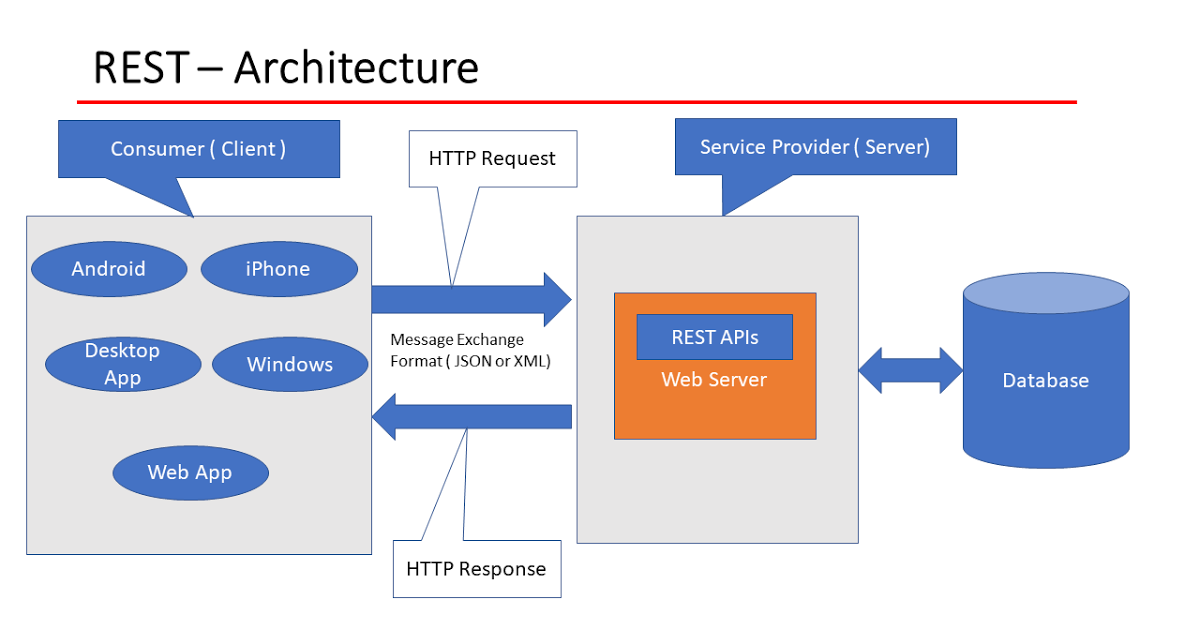 REST – Architecture
Consumer ( Client )
HTTP Request
Service Provider ( Server)
Android
iPhone
Desktop
App
Windows
Web App
Message Exchange
Format ( JSON or XML)
HTTP Response
REST APIs
Web Server
Database